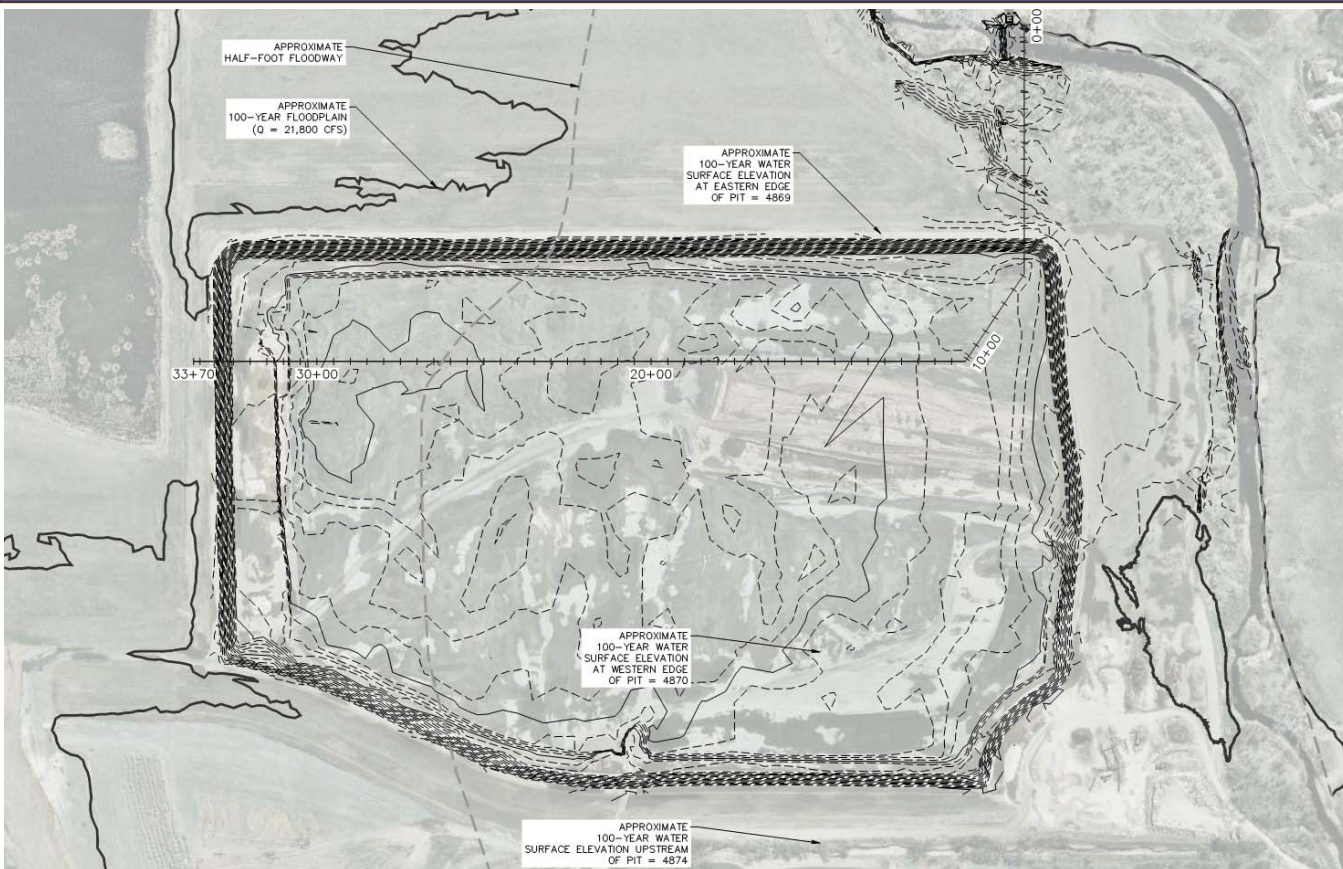 APPROXIMATE
HALF-FOOT FLOODWAY
0+00
APPROXIMATE
100-YEAR FLOODPLAIN
(Q = 21,800 CFS)
APPROXIMATE
100-YEAR WATER
SURFACE ELEVATION
AT EASTERN EDGE
OF PIT = 4869
33+70
30+00
20+00
10+00
APPROXIMATE
100-YEAR WATER
SURFACE ELEVATION
AT WESTERN EDGE
OF PIT = 4870
APPROXIMATE
100-YEAR WATER
SURFACE ELEVATION UPSTREAM
OF PIT = 4874